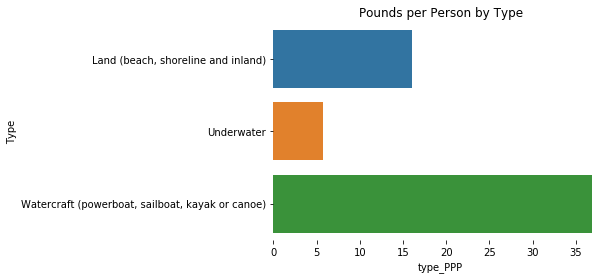 Pounds per Person by Type
Type
Land (beach, shoreline and inland)
Underwater
Watercraft (powerboat, sailboat, kayak or canoe)
0 5 10 15 20 25 30 35
type_PPP